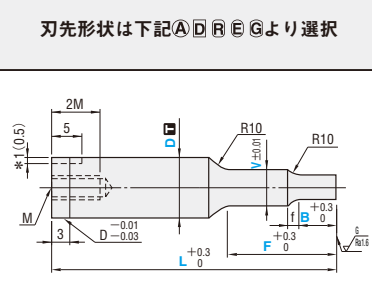 刃先形状は下記ⒶDRⒺGより選択
2M
5
*1(0.5)
D T
V±0.01
R10
R10
M
3
D -0.01 -0.03
f
B +0.3 0
F +0.3 0
L +0.3 0
G
Ra1.6